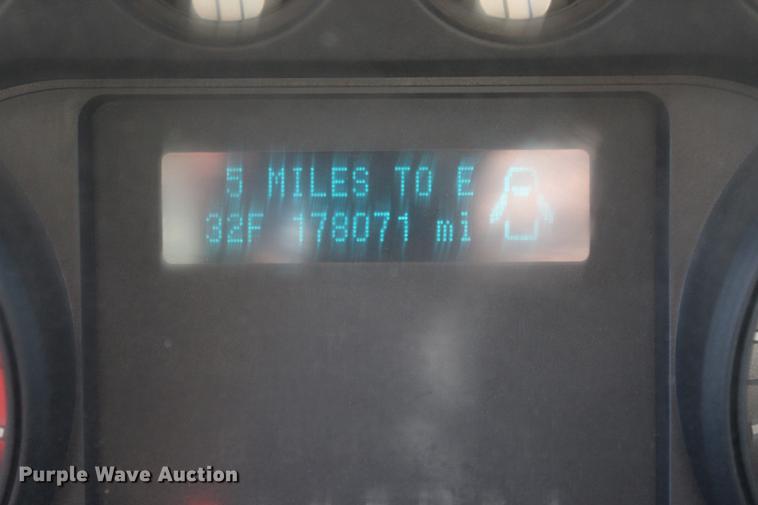 5 MILES TO E
32F 178071 mi
Purple Wave Auction